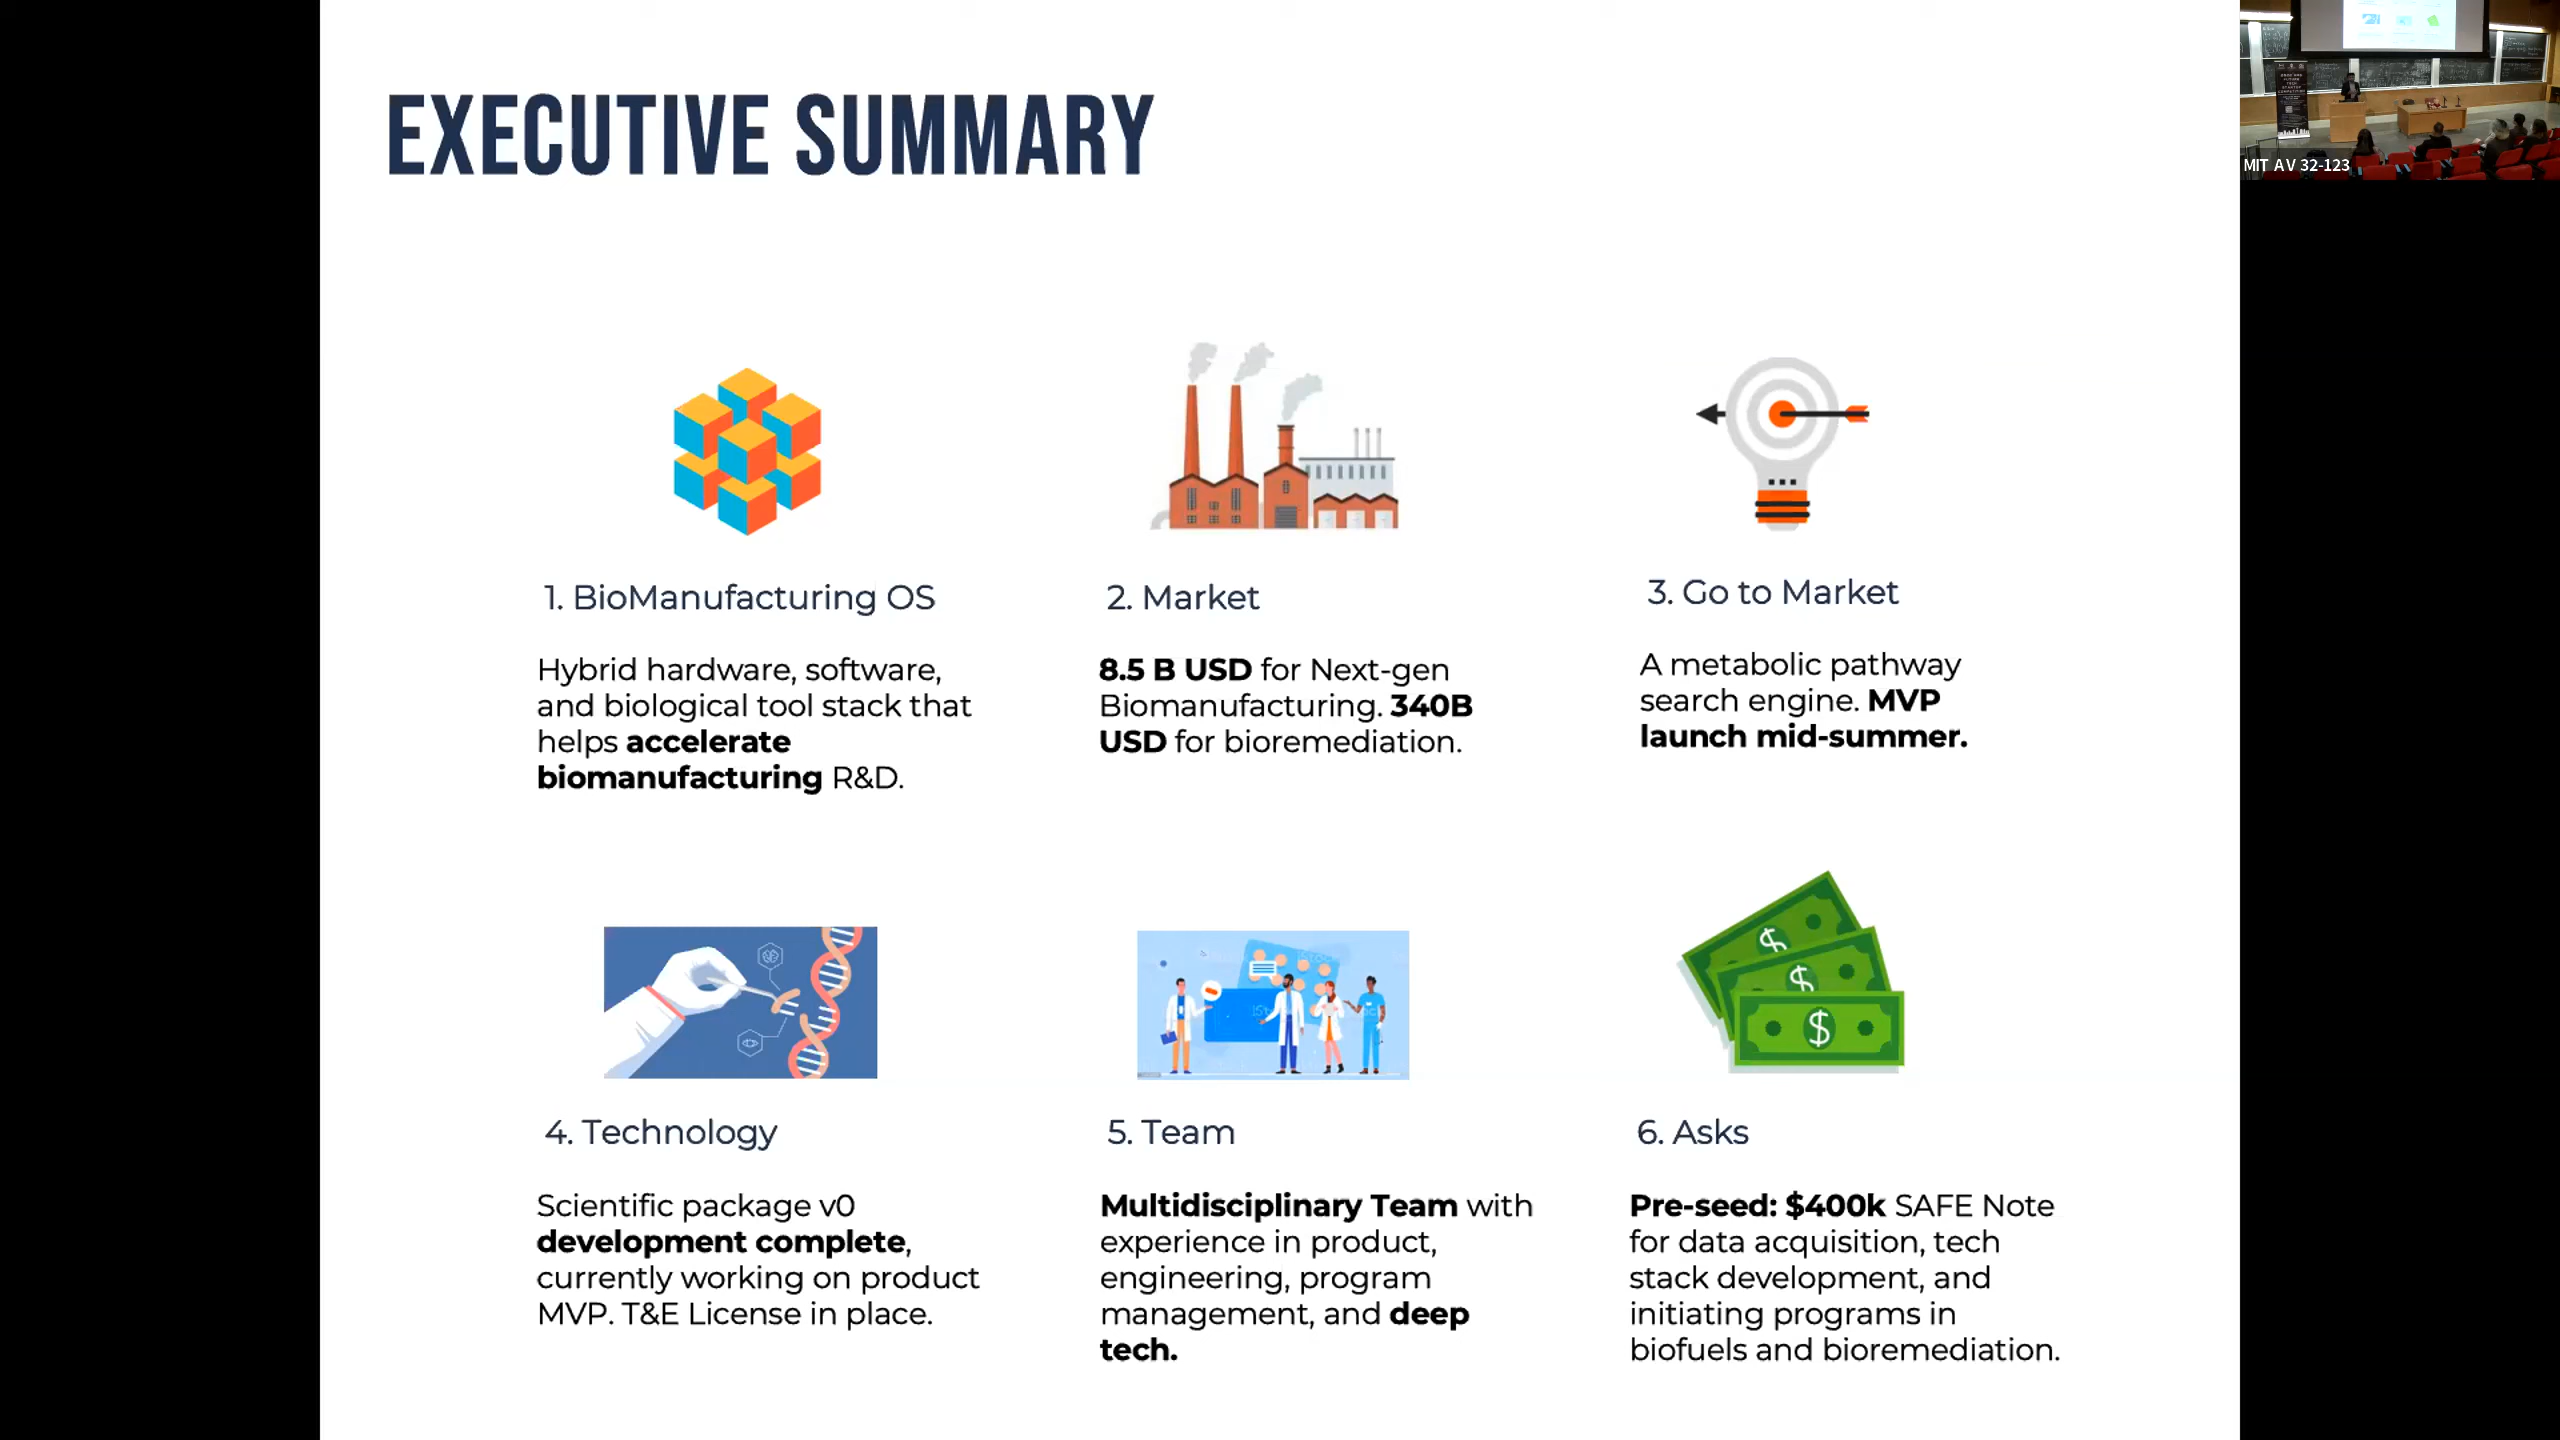 EXECUTIVE SUMMARY
MIT AV 32-123
1. BioManufacturing OS
Hybrid hardware, software,
and biological tool stack that
helps accelerate
biomanufacturing R&D.
2. Market
8.5 B USD for Next-gen
Biomanufacturing. 340B
USD for bioremediation.
3. Go to Market
A metabolic pathway
search engine. MVP
launch mid-summer.
4. Technology
Scientific package v0
development complete,
currently working on product
MVP. T&E License in place.
5. Team
Multidisciplinary Team with
experience in product,
engineering, program
management, and deep
tech.
6. Asks
Pre-seed: $400k SAFE Note
for data acquisition, tech
stack development, and
initiating programs in
biofuels and bioremediation.